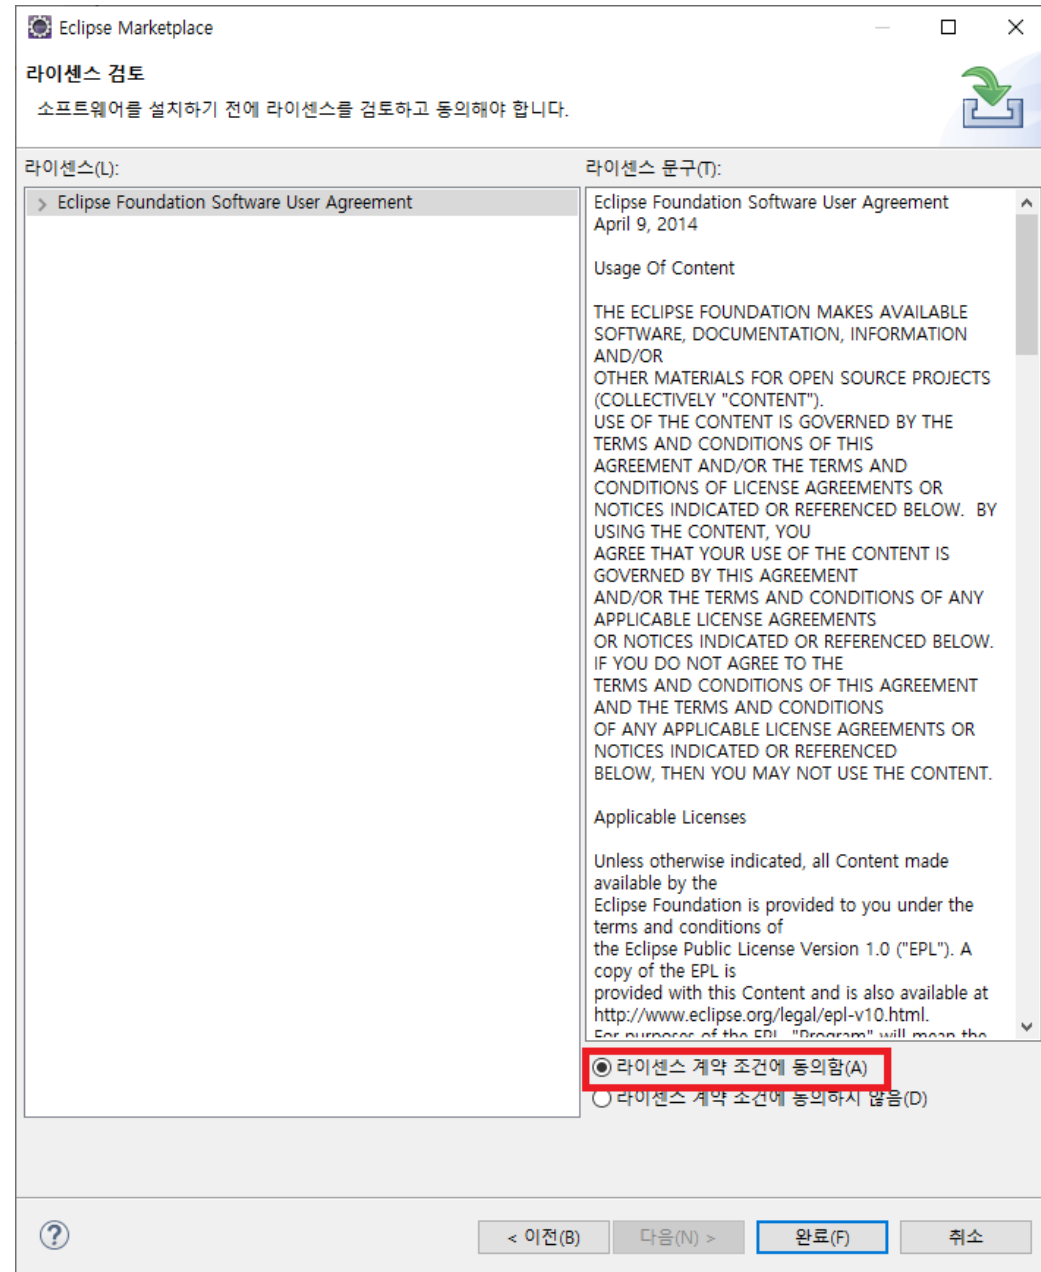 Eclipse Marketplace
라이센스 검토
소프트웨어를 설치하기 전에 라이센스를 검토하고 동의해야 합니다.
라이센스(L):
Eclipse Foundation Software User Agreement
라이센스 문구(T):
Eclipse Foundation Software User Agreement
April 9, 2014
Usage Of Content
THE ECLIPSE FOUNDATION MAKES AVAILABLE
SOFTWARE, DOCUMENTATION, INFORMATION
AND/OR
OTHER MATERIALS FOR OPEN SOURCE PROJECTS
(COLLECTIVELY "CONTENT").
USE OF THE CONTENT IS GOVERNED BY THE
TERMS AND CONDITIONS OF THIS
AGREEMENT AND/OR THE TERMS AND
CONDITIONS OF LICENSE AGREEMENTS OR
NOTICES INDICATED OR REFERENCED BELOW.  BY
USING THE CONTENT, YOU
AGREE THAT YOUR USE OF THE CONTENT IS
GOVERNED BY THIS AGREEMENT
AND/OR THE TERMS AND CONDITIONS OF ANY
APPLICABLE LICENSE AGREEMENTS
OR NOTICES INDICATED OR REFERENCED BELOW.
IF YOU DO NOT AGREE TO THE
TERMS AND CONDITIONS OF THIS AGREEMENT
AND THE TERMS AND CONDITIONS
OF ANY APPLICABLE LICENSE AGREEMENTS OR
NOTICES INDICATED OR REFERENCED
BELOW, THEN YOU MAY NOT USE THE CONTENT.
Applicable Licenses
Unless otherwise indicated, all Content made
available by the
Eclipse Foundation is provided to you under the
terms and conditions of
the Eclipse Public License Version 1.0 ("EPL"). A
copy of the EPL is
provided with this Content and is also available at
http://www.eclipse.org/legal/epl-v10.html.
For purposes of the EPL, "Program" will mean the
라이센스 계약 조건에 동의함(A)
라이센스 계약 조건에 동의하지 않음(D)
< 이전(B)
다음(N) >
완료(F)
취소